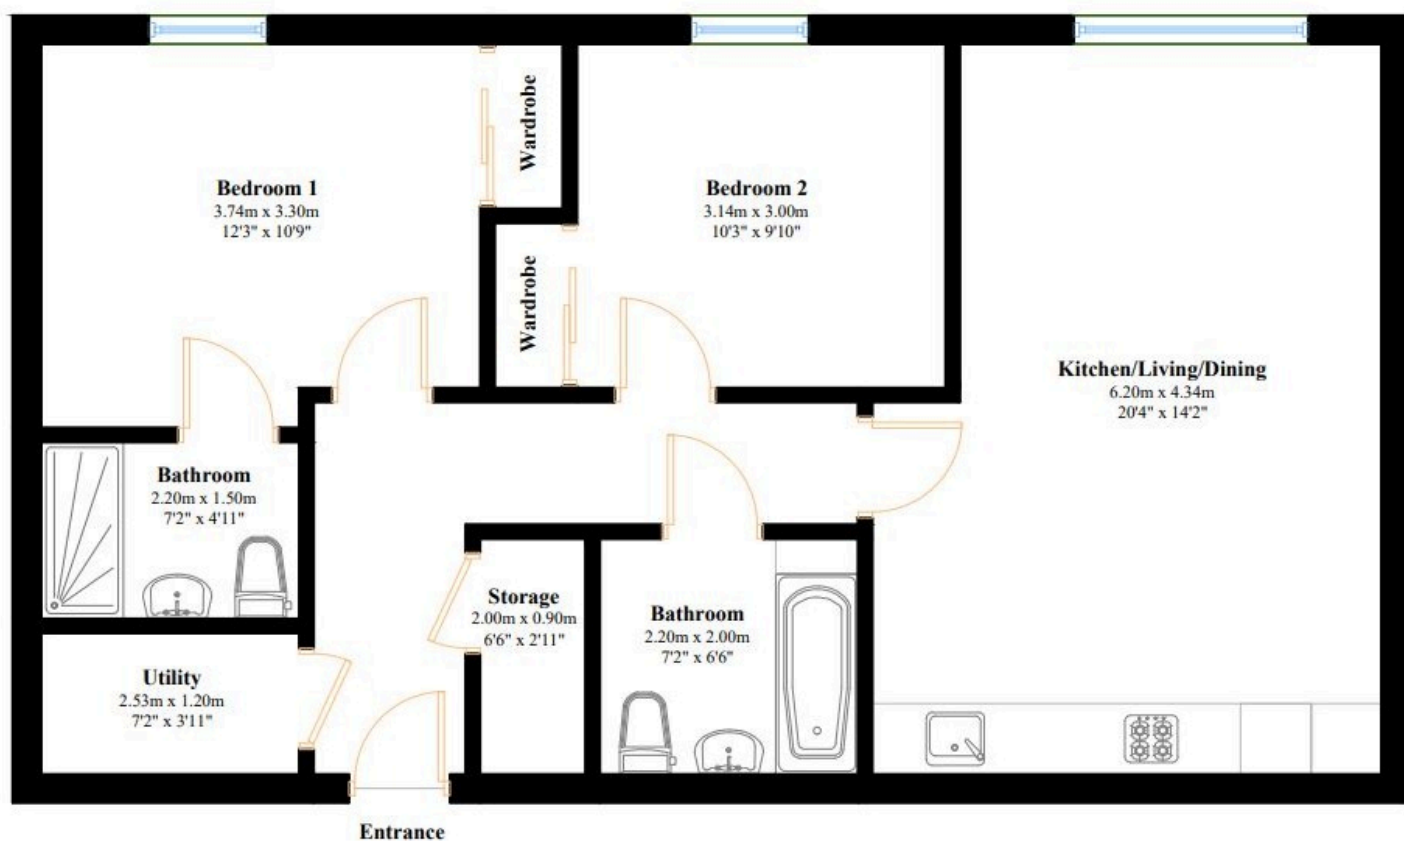 Bedroom 1
3.74m x 3.30m
12'3" x 10'9"
Wardrobe
Wardrobe
Bedroom 2
3.14m x 3.00m
10'3" x 9'10"
Kitchen/Living/Dining
6.20m x 4.34m
20'4" x 14'2"
Bathroom
2.20m x 1.50m
7'2" x 4'11"
Storage
2.00m x 0.90m
6'6" x 2'11"
Bathroom
2.20m x 2.00m
7'2" x 6'6"
Utility
2.53m x 1.20m
7'2" x 3'11"
Entrance